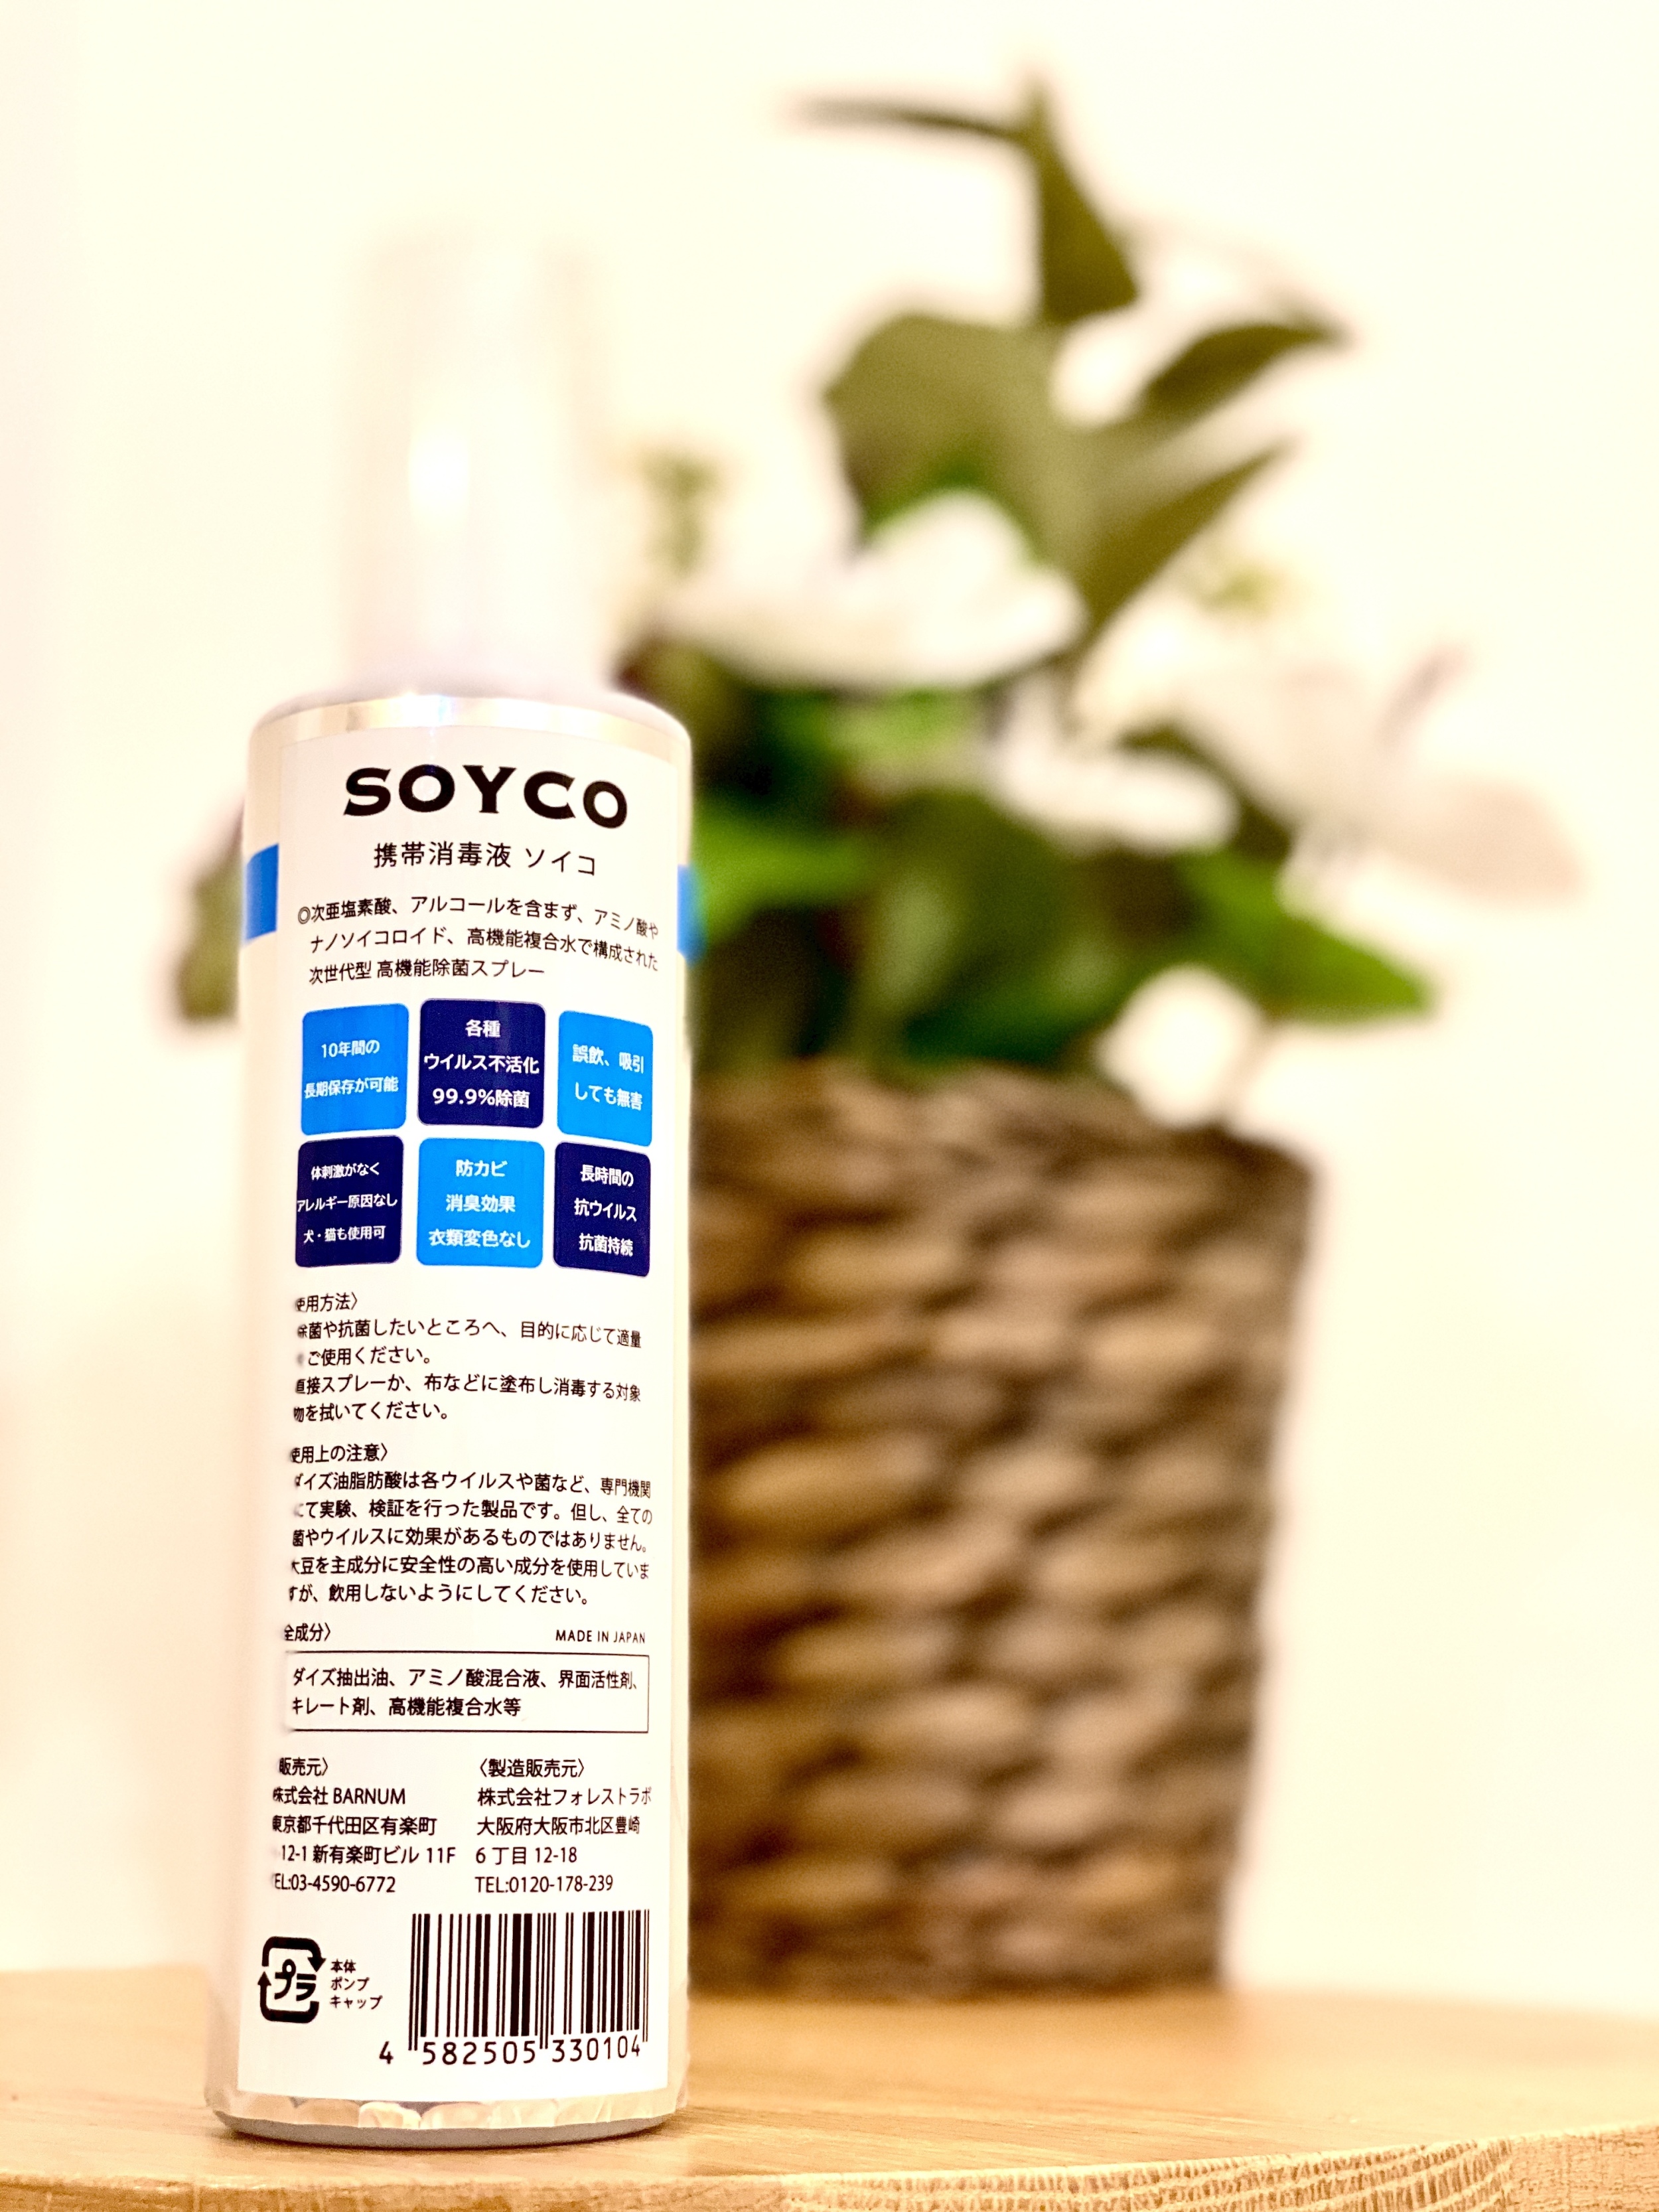 SOYCO
携帯消毒液 ソイコ
◎次亜塩素酸、アルコールを含まず、アミノ酸や
ナノソイコロイド、高機能複合水で構成された
次世代型 高機能除菌スプレー
10年間の
長期保存が可能
各種
ウイルス不活化
99.9%除菌
誤飲、吸引
しても無害
体刺激がなく
アレルギー原因なし
犬・猫も使用可
防カビ
消臭効果
衣類変色なし
長時間の
抗ウイルス
抗菌持続
使用方法〉
除菌や抗菌したいところへ、目的に応じて適量
ご使用ください。
直接スプレーか、布などに塗布し消毒する対象
物を拭いてください。
使用上の注意〉
ダイズ油脂肪酸は各ウイルスや菌など、専門機関
にて実験、検証を行った製品です。但し、全ての
菌やウイルスに効果があるものではありません。
大豆を主成分に安全性の高い成分を使用していま
すが、飲用しないようにしてください。
全成分〉
MADE IN JAPAN
ダイズ抽出油、アミノ酸混合液、界面活性剤、
キレート剤、高機能複合水等
販売元〉
株式会社 BARNUM
東京都千代田区有楽町
12-1 新有楽町ビル 11F
TEL:03-4590-6772
〈製造販売元〉
株式会社フォレストラボ
大阪府大阪市北区豊崎
6 丁目 12-18
TEL:0120-178-239
プラ
本体
ポンプ
キャップ
4 582505 330104